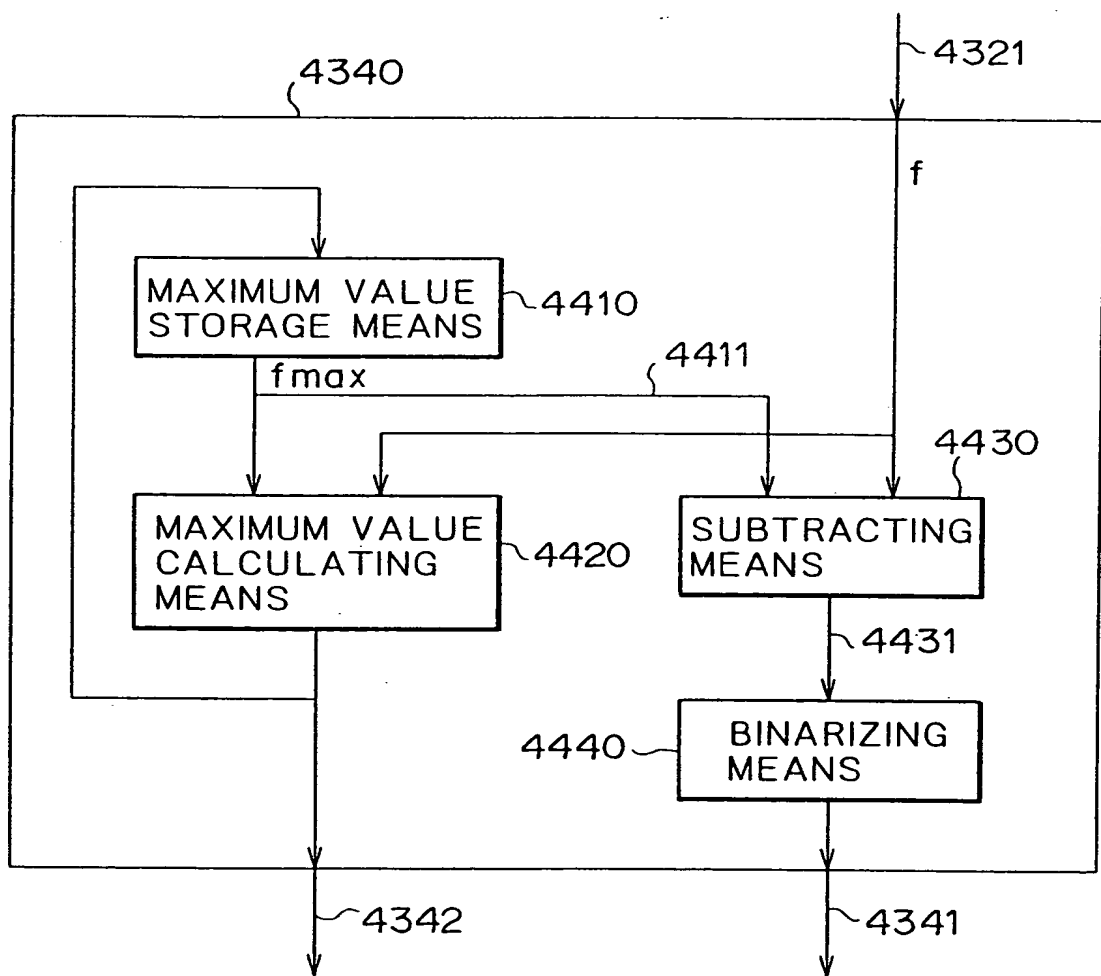 4321
4340
f
MAXIMUM VALUE
STORAGE MEANS
4410
fmax
4411
4430
MAXIMUM VALUE
CALCULATING
MEANS
4420
SUBTRACTING
MEANS
4431
4440
BINARIZING
MEANS
4342
4341